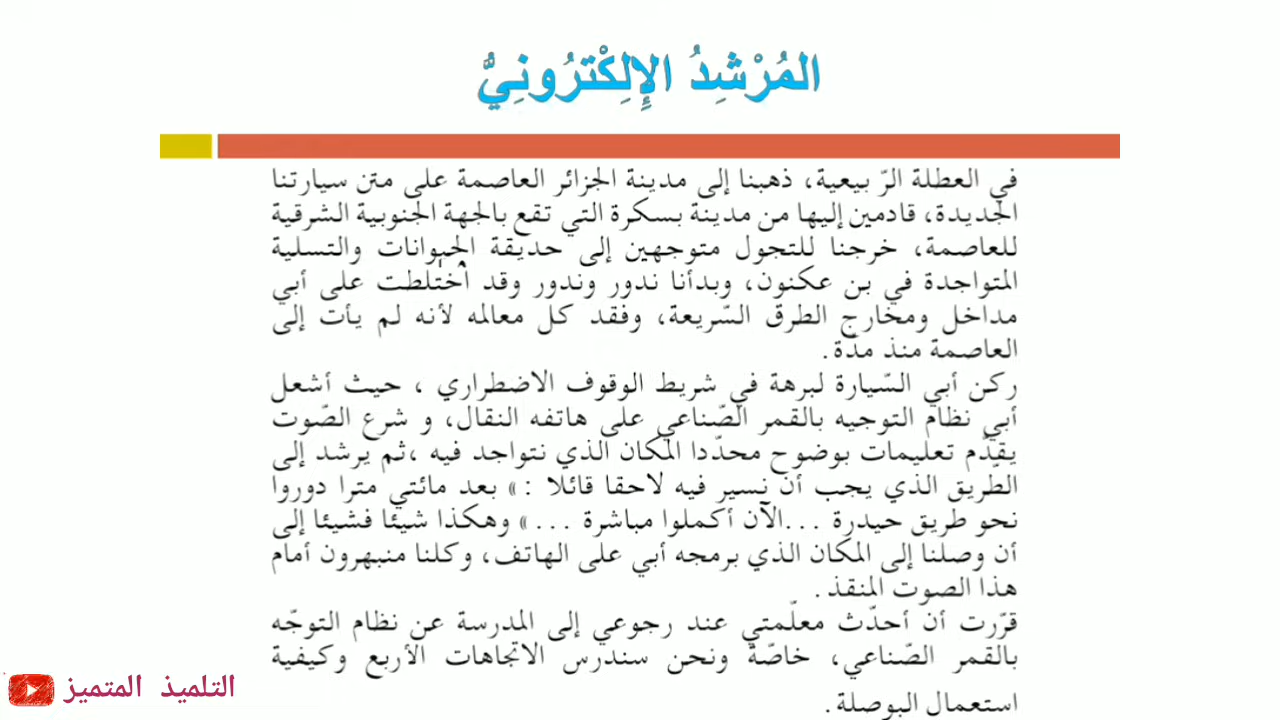 المُرْشِدُ الإِلِكْترُونِيُّ
في العطلة الرّ بيعية، ذهبنا إلى مدينة الجزائر العاصمة على متن سيارتنا
الجديدة، قادمين إليها من مدينة بسكرة التي تقع بالجهة الجنوبية الشرقية
للعاصمة، خرجنا للتجول متوجهين إلى حديقة الحيوانات والتسلية
المتواجدة في بن عكنون، وبدأنا ندور وندور وقد أختلطت على أبي
مداخل ومخارج الطرق السّريعة، وفقد كل معالمه لأنه لم يأت إلى
العاصمة منذ مدّة.
ركن أبي السّيارة لبرهة في شريط الوقوف الاضطراري ، حيث أشعل
أبي نظام التوجيه بالقمر الصّناعي على هاتفه النقال، و شرع الصّوت
يقدّم تعليمات بوضوح محدّدا المكان الذي نتواجد فيه ،ثم يرشد إلى
الطّريق الذي يجب أن نسير فيه لاحقا قائلا : » بعد مائتي مترا دوروا
نحو طريق حيدرة ...الآن أكملوا مباشرة ...» وهكذا شيئا فشيئا إلى
أن وصلنا إلى المكان الذي برمجه أبي على الهاتف، وكلنا منبهرون أمام
هذا الصوت المنقذ.
قرّرت أن أحدّث معلّمتي عند رجوعي إلى المدرسة عن نظام التوجّه
بالقمر الصّناعي، خاصّة ونحن سندرس الاتجاهات الأربع وكيفية
استعمال البوصلة.
التلميذ المتميز